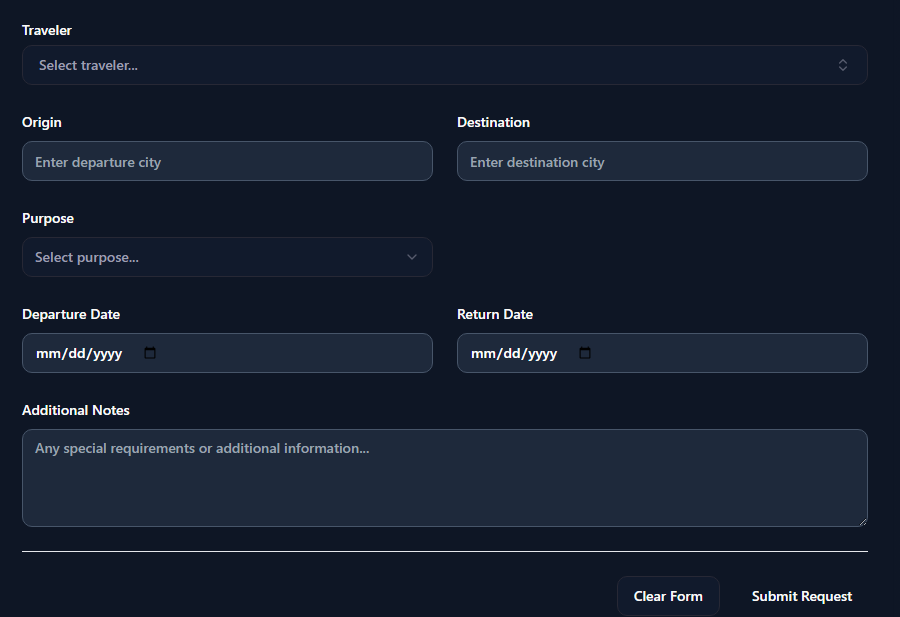 Traveler
Select traveler...
Origin
Destination
Enter departure city
Enter destination city
Purpose
Select purpose...
Departure Date
Return Date
mm/dd/yyyy
mm/dd/yyyy
Additional Notes
Any special requirements or additional information...
Clear Form
Submit Request